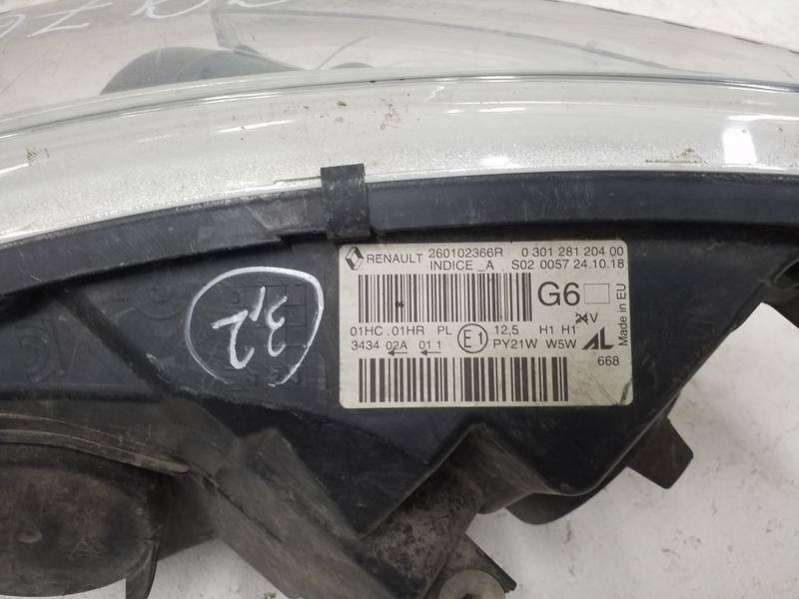 RENAULT 260102366R 0 301 281 204 00
INDICE _A S02 0057 24.10.18
G6
Made in EU
01HC .01HR PL E1 12,5 H1 H1 24V
3434 02A 01 1 PY21W W5W AL
668
3,2